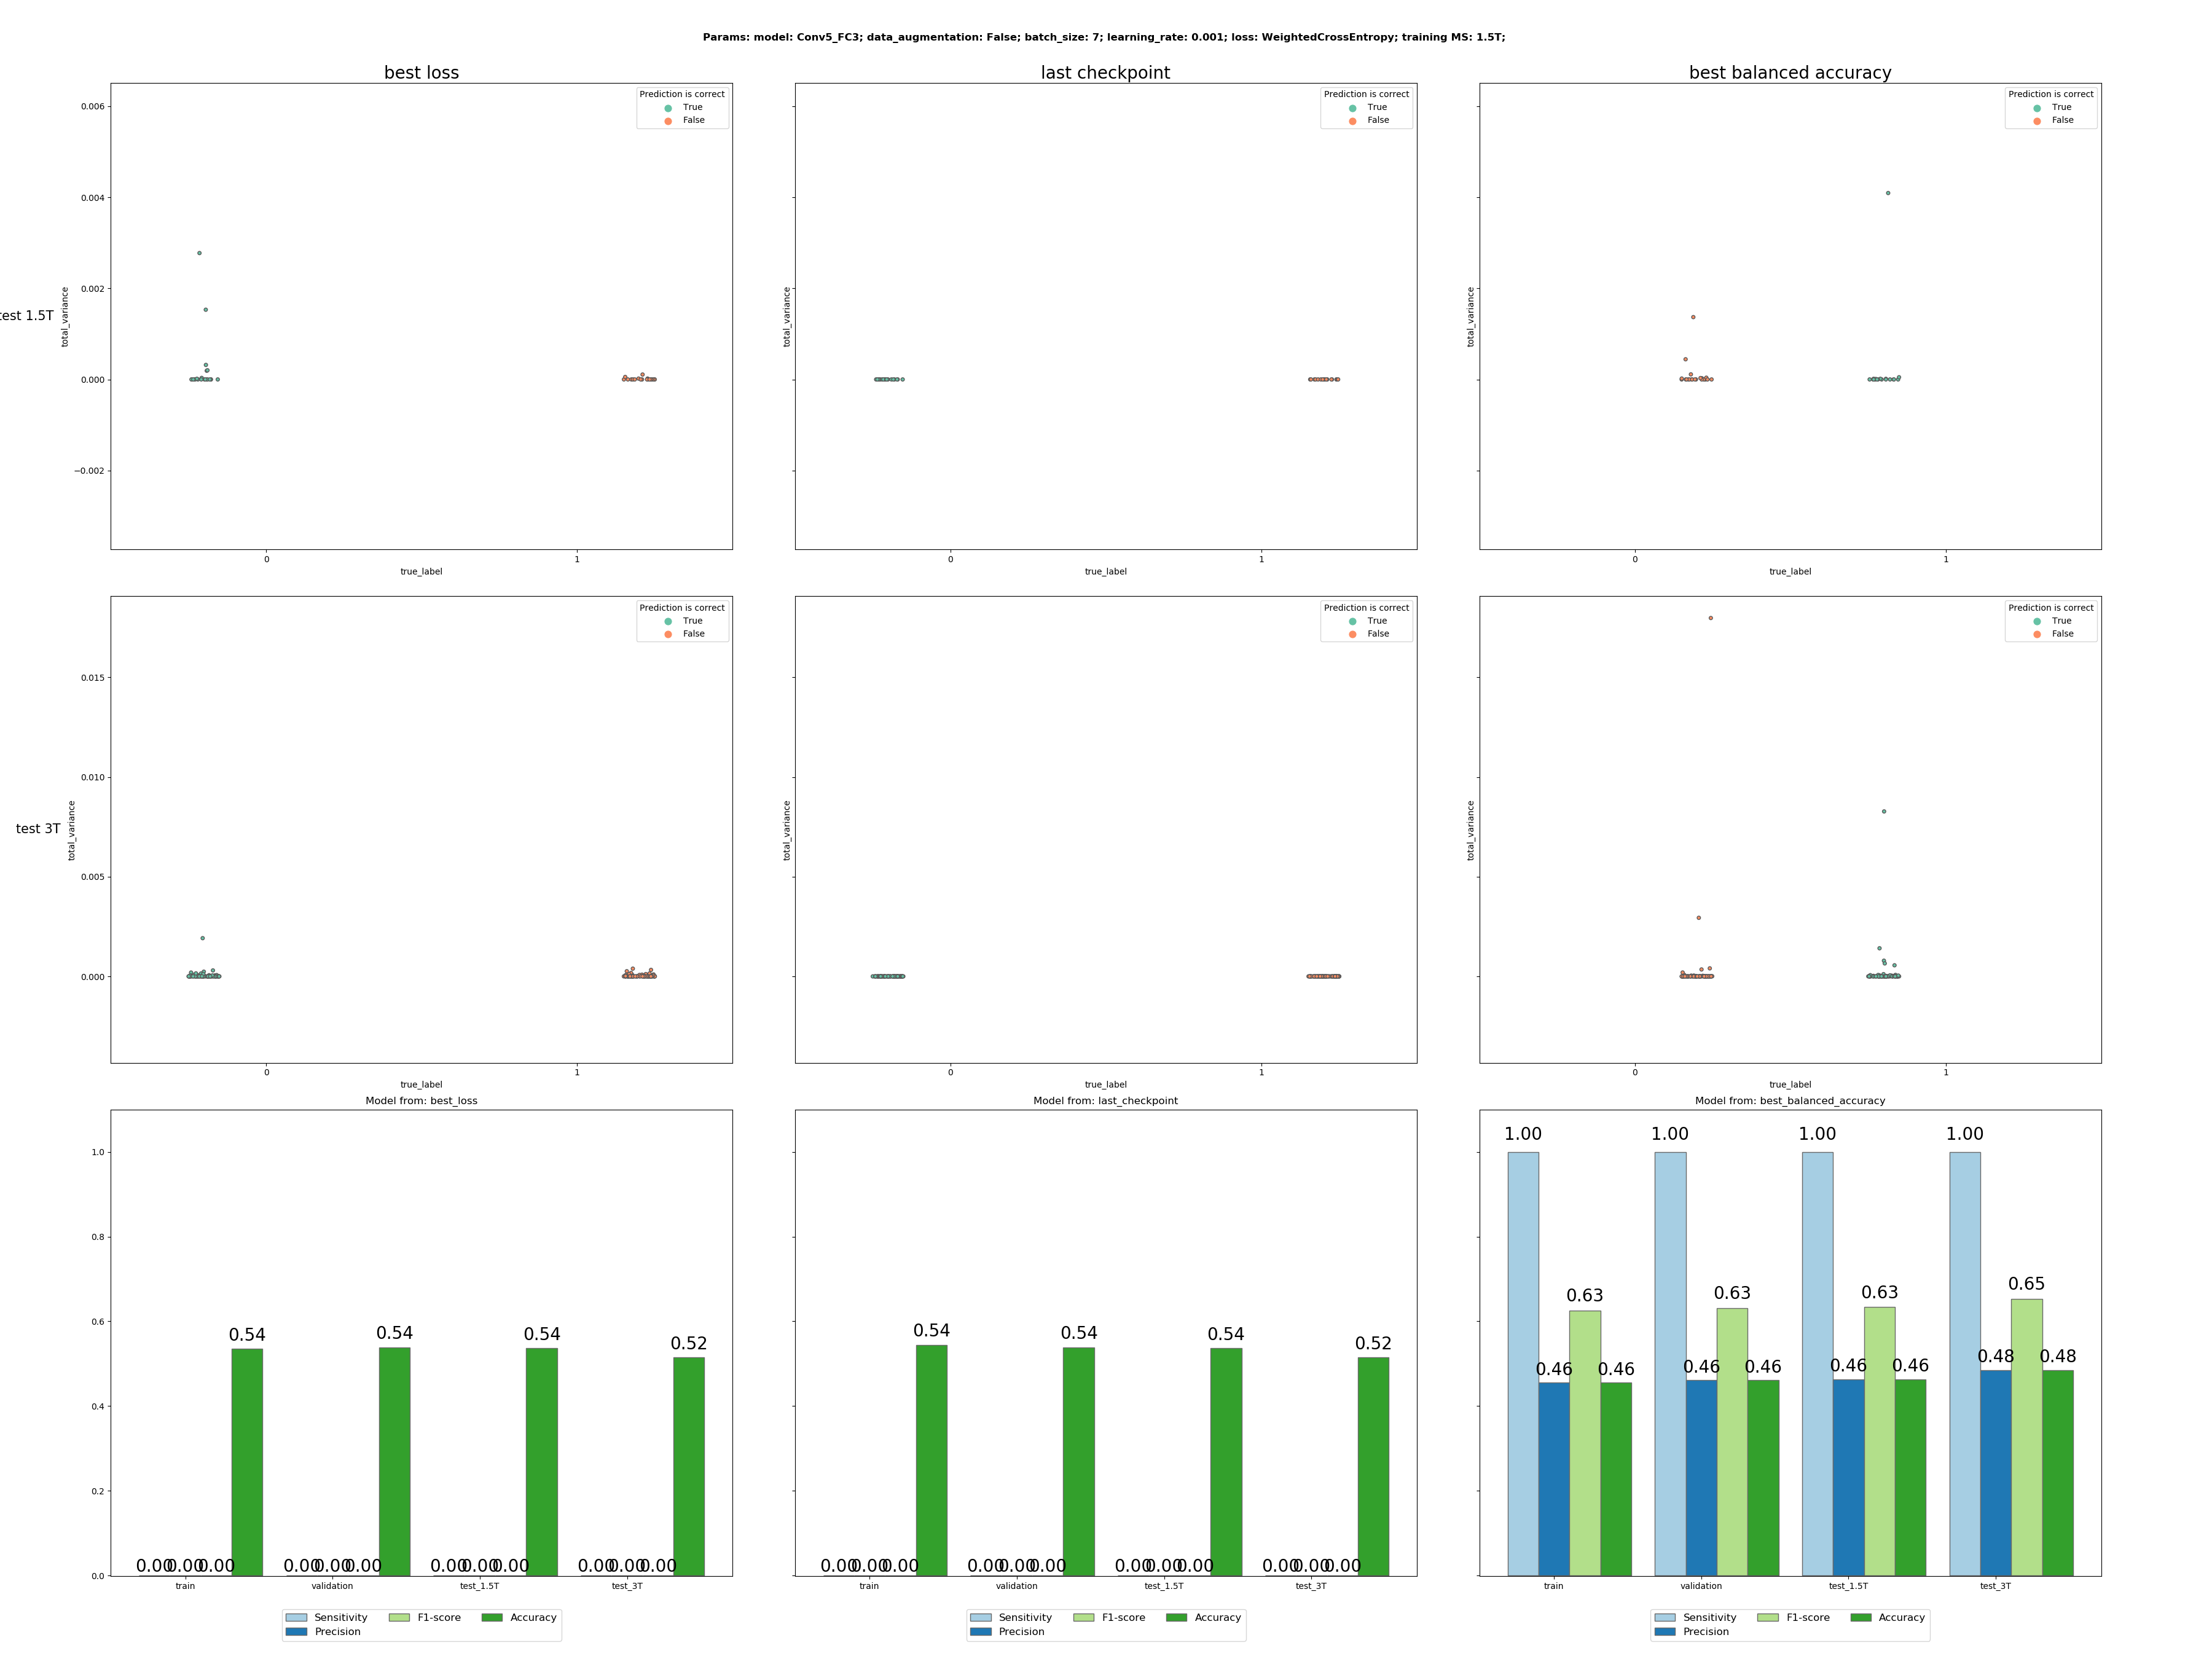 Params: model: Conv5_FC3; data_augmentation: False; batch_size: 7; learning_rate: 0.001; loss: WeightedCrossEntropy; training MS: 1.5T;
best loss
last checkpoint
best balanced accuracy
test 1.5T
total_variance
0.006
0.004
0.002
0.000
−0.002
Prediction is correct
True
False
0
1
true_label
total_variance
Prediction is correct
True
False
0
1
true_label
total_variance
Prediction is correct
True
False
0
1
true_label
test 3T
total_variance
0.015
0.010
0.005
0.000
Prediction is correct
True
False
0
1
true_label
total_variance
Prediction is correct
True
False
0
1
true_label
total_variance
Prediction is correct
True
False
0
1
true_label
Model from: best_loss
1.0
0.8
0.6
0.4
0.2
0.0
0.00 0.00 0.00 0.54
0.00 0.00 0.00 0.54
0.00 0.00 0.00 0.54
0.00 0.00 0.00 0.52
train validation test_1.5T test_3T
Sensitivity F1-score Accuracy
Precision
Model from: last_checkpoint
0.00 0.00 0.00 0.54
0.00 0.00 0.00 0.54
0.00 0.00 0.00 0.54
0.00 0.00 0.00 0.52
train validation test_1.5T test_3T
Sensitivity F1-score Accuracy
Precision
Model from: best_balanced_accuracy
1.00 0.46 0.63 0.46
1.00 0.46 0.63 0.46
1.00 0.46 0.63 0.46
1.00 0.48 0.65 0.48
train validation test_1.5T test_3T
Sensitivity F1-score Accuracy
Precision